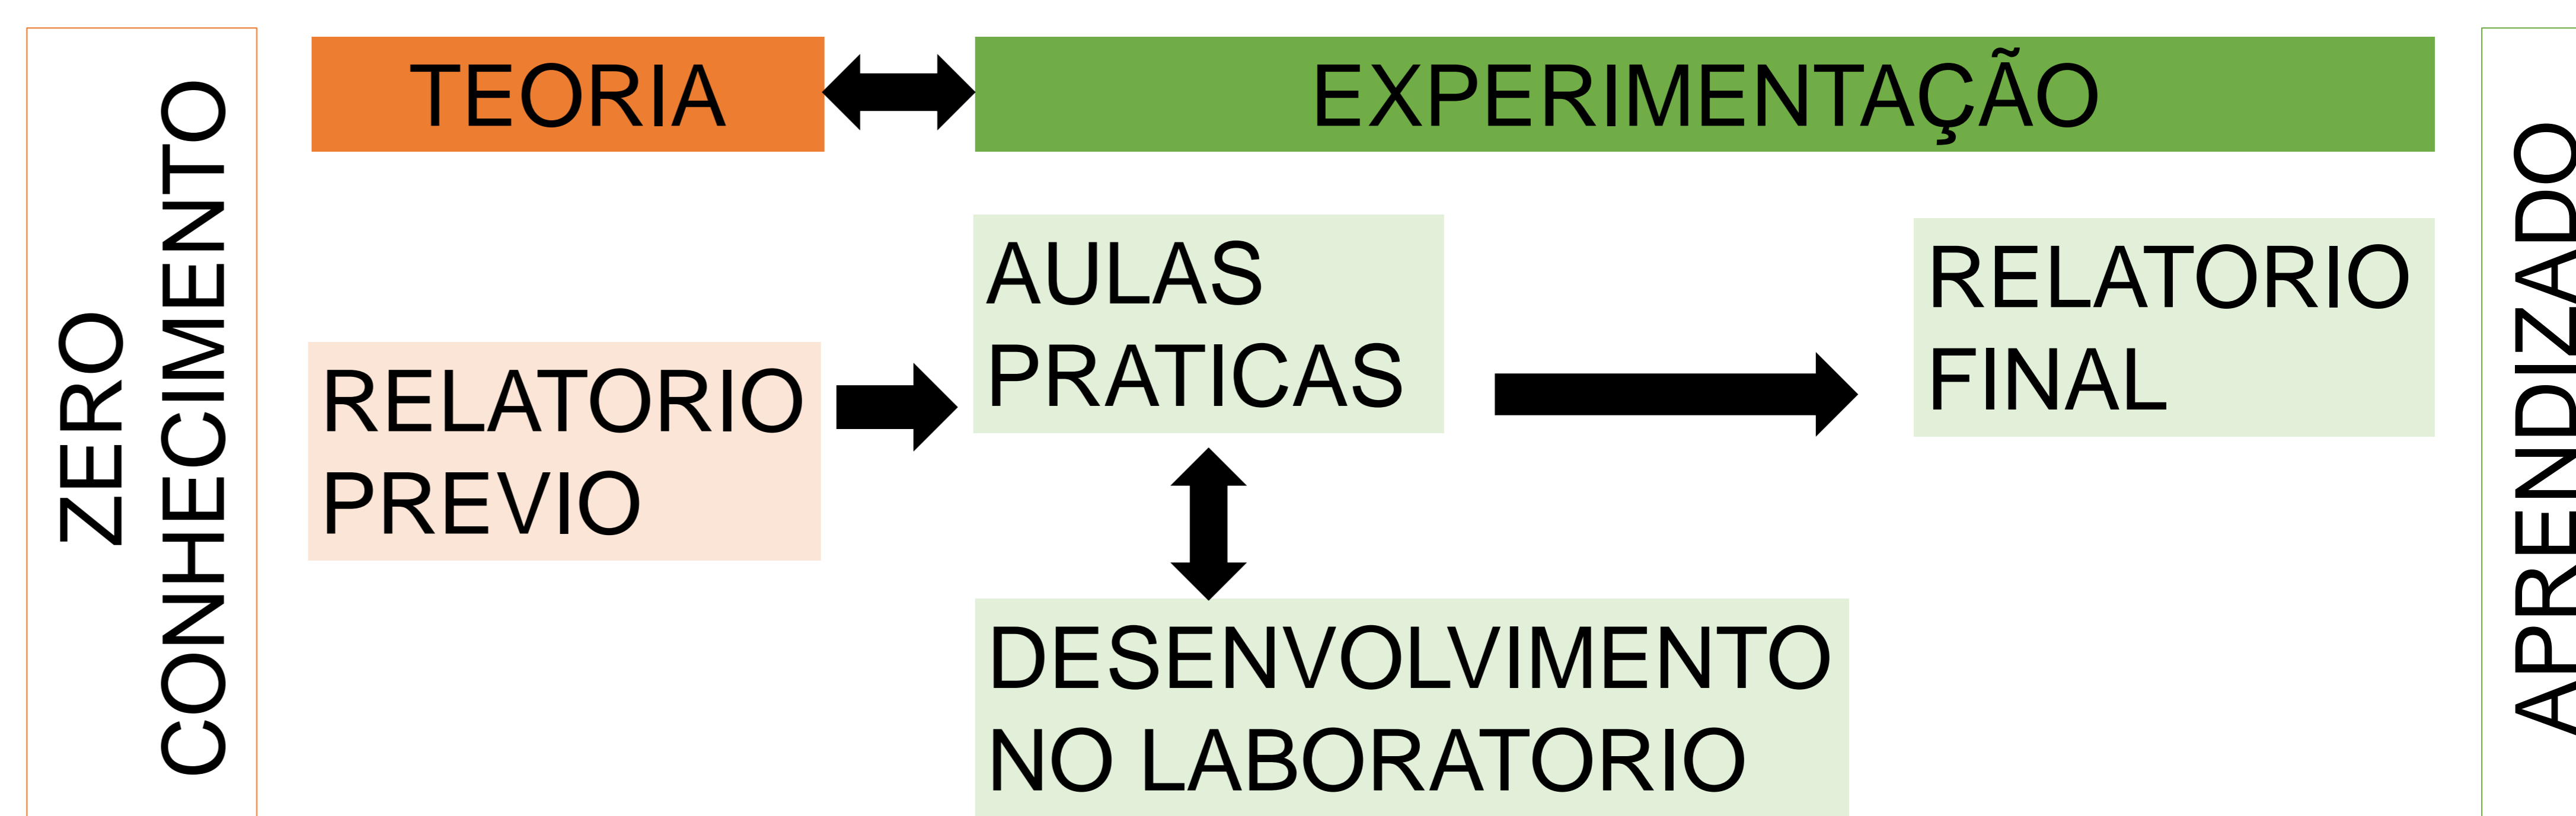 ZERO
CONHECIMENTO
TEORIA
EXPERIMENTAÇÃO
RELATORIO
PREVIO
AULAS
PRATICAS
DESENVOLVIMENTO
NO LABORATORIO
RELATORIO
FINAL
APRENDIZADO